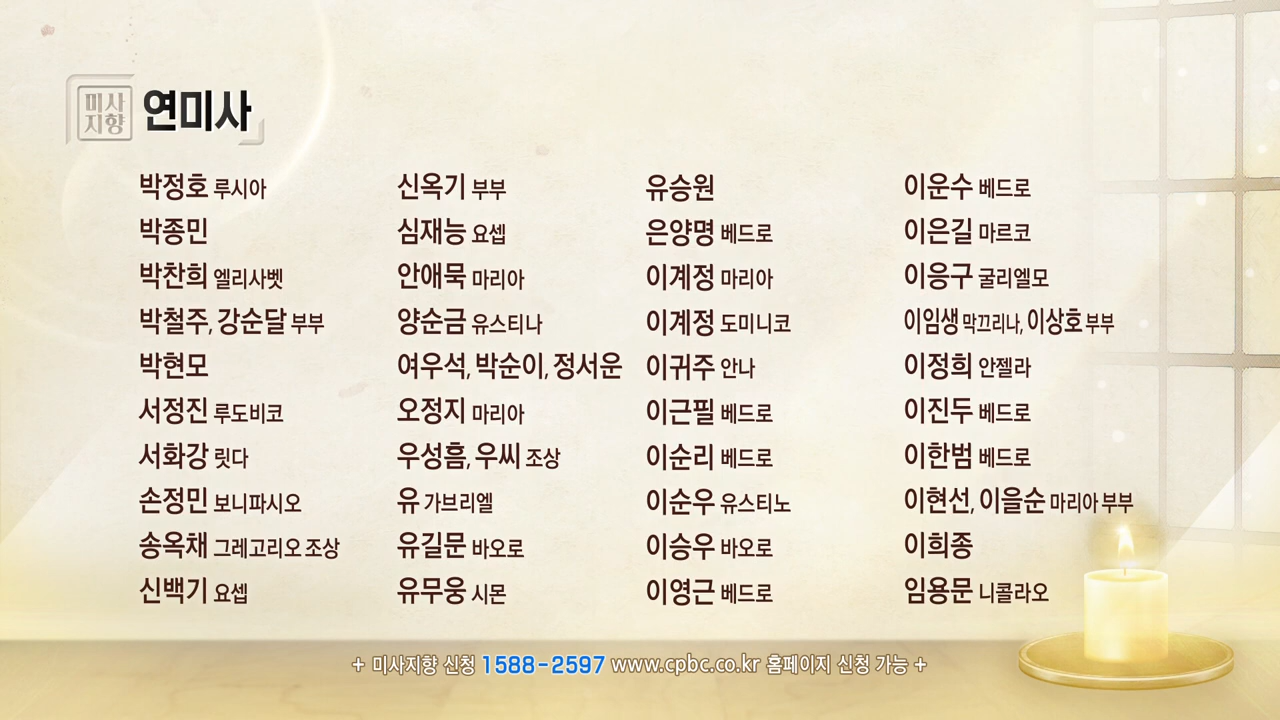 미사
지향
연미사
박정호 루시아
박종민
박찬희 엘리사벳
박철주, 강순달 부부
박현모
서정진 루도비코
서화강 릿다
손정민 보니파시오
송옥채 그레고리오 조상
신백기 요셉
신옥기 부부
심재능 요셉
안애묵 마리아
양순금 유스티나
여우석, 박순이, 정서운
오정지 마리아
우성흠, 우씨 조상
유 가브리엘
유길문 바오로
유무웅 시몬
유승원
은양명 베드로
이계정 마리아
이계정 도미니코
이귀주 안나
이근필 베드로
이순리 베드로
이순우 유스티노
이승우 바오로
이영근 베드로
이운수 베드로
이은길 마르코
이응구 굴리엘모
이임생 막끄리나, 이상호 부부
이정희 안젤라
이진두 베드로
이한범 베드로
이현선, 이을순 마리아 부부
이희종
임용문 니콜라오
+ 미사지향 신청 1588-2597 www.cpbc.co.kr 홈페이지 신청 가능 +